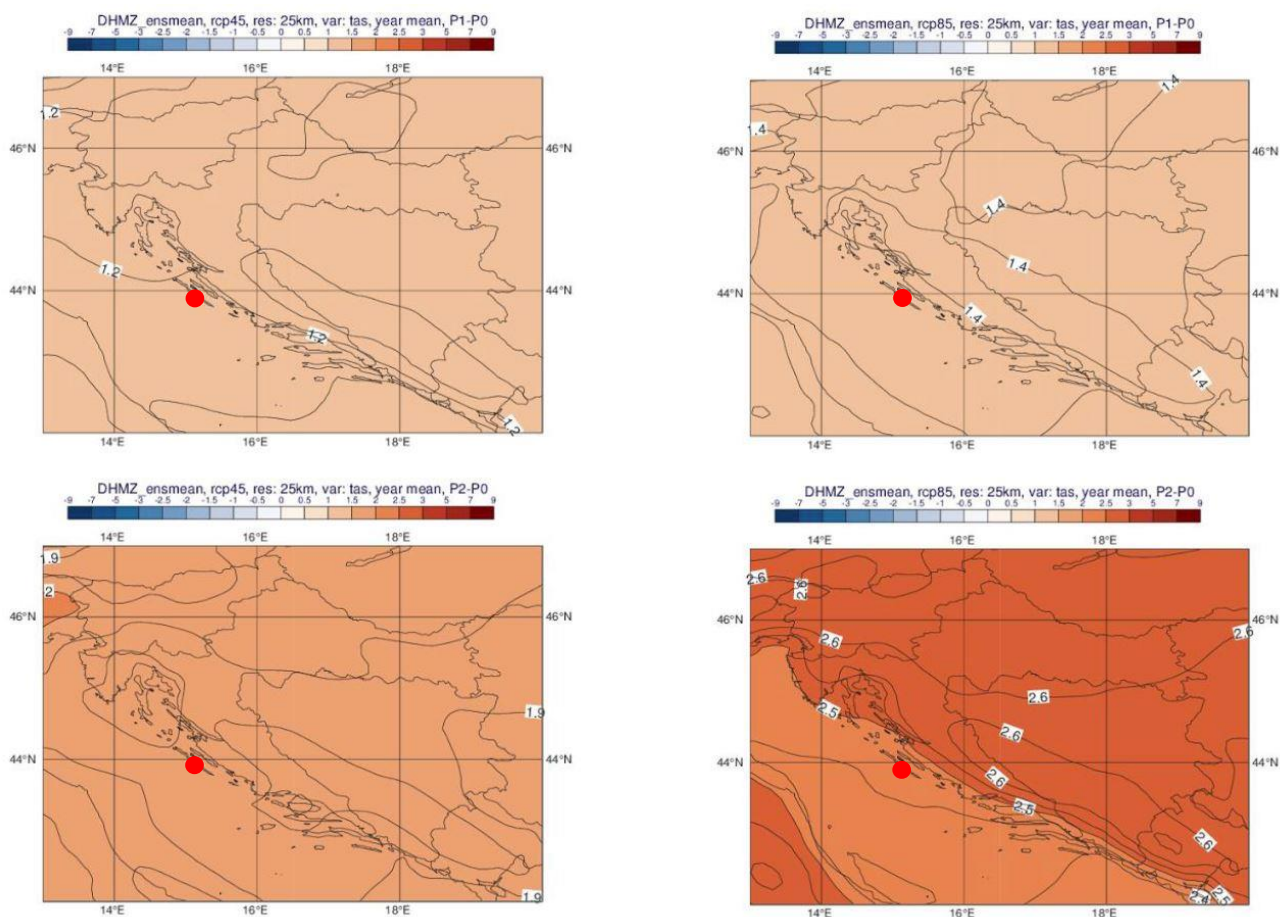 DHMZ_ensmean, rcp45, res: 25km, var: tas, year mean, P1-P0
-9 -7 -5 -3 -2.5 -2 -1.5 -1 -0.5 0 0.5 1 1.5 2 2.5 3 5 7 9
14°E 16°E 18°E
1.2
46°N 46°N
1.2
44°N 44°N
1.2
1.2
14°E 16°E 18°E
DHMZ_ensmean, rcp85, res: 25km, var: tas, year mean, P1-P0
-9 -7 -5 -3 -2.5 -2 -1.5 -1 -0.5 0 0.5 1 1.5 2 2.5 3 5 7 9
14°E 16°E 18°E
1.4
1.4
46°N 46°N
1.4
1.4
44°N 44°N
1.4
1.4
14°E 16°E 18°E
DHMZ_ensmean, rcp45, res: 25km, var: tas, year mean, P2-P0
-9 -7 -5 -3 -2.5 -2 -1.5 -1 -0.5 0 0.5 1 1.5 2 2.5 3 5 7 9
14°E 16°E 18°E
1.9
2
46°N 46°N
1.9
44°N 44°N
1.9
14°E 16°E 18°E
DHMZ_ensmean, rcp85, res: 25km, var: tas, year mean, P2-P0
-9 -7 -5 -3 -2.5 -2 -1.5 -1 -0.5 0 0.5 1 1.5 2 2.5 3 5 7 9
14°E 16°E 18°E
2.6 2.6
46°N 46°N
2.6 2.6
2.6
2.5
2.6
44°N 44°N
2.6
2.5
2.6
2.4 2.5
14°E 16°E 18°E